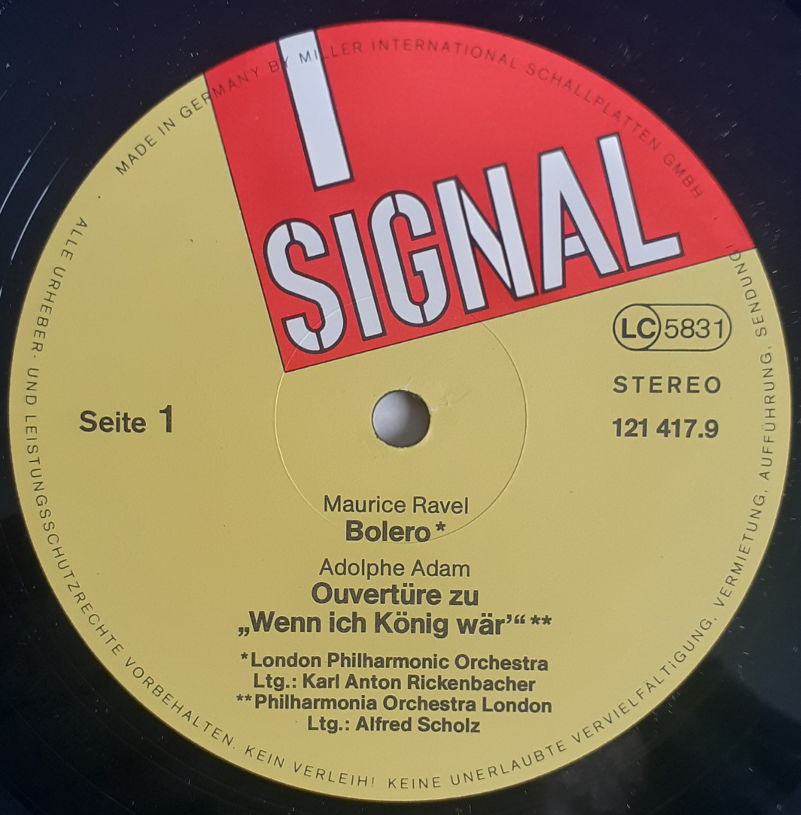 MADE IN GERMANY BY MILLER INTERNATIONAL SCHALLPLATTEN GMBH
SIGNAL
LC 5831
STEREO
Seite 1
121 417.9
Maurice Ravel
Bolero*
Adolphe Adam
Ouvertüre zu
„Wenn ich König wär’“**
*London Philharmonic Orchestra
Ltg.: Karl Anton Rickenbacher
**Philharmonia Orchestra London
Ltg.: Alfred Scholz
ALLE URHEBER- UND LEISTUNGSSCHUTZRECHTE VORBEHALTEN. KEIN VERLEIH! KEINE UNERLAUBTE VERVIELFÄLTIGUNG, VERMIETUNG, AUFFÜHRUNG, SENDUNG